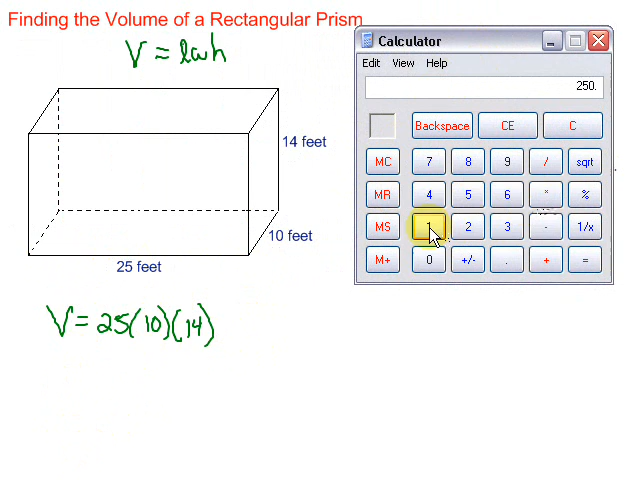 Finding the Volume of a Rectangular Prism
V = lwh
14 feet
10 feet
25 feet
V = 25(10)(14)
Calculator
Edit View Help
250.
Backspace CE C
MC 7 8 9 / sqrt
MR 4 5 6 * %
MS 1 2 3 - 1/x
M+ 0 +/- . + =